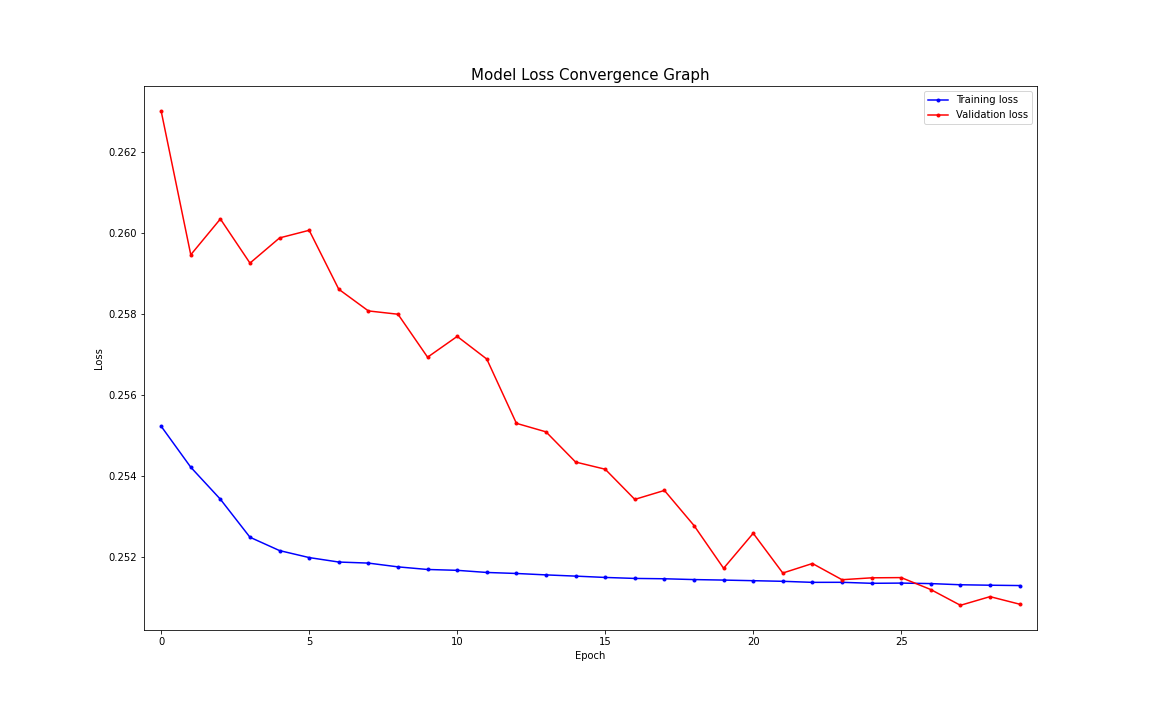 Model Loss Convergence Graph
Training loss
Validation loss
0.262
0.260
0.258
0.256
0.254
0.252
Loss
0 5 10 15 20 25
Epoch